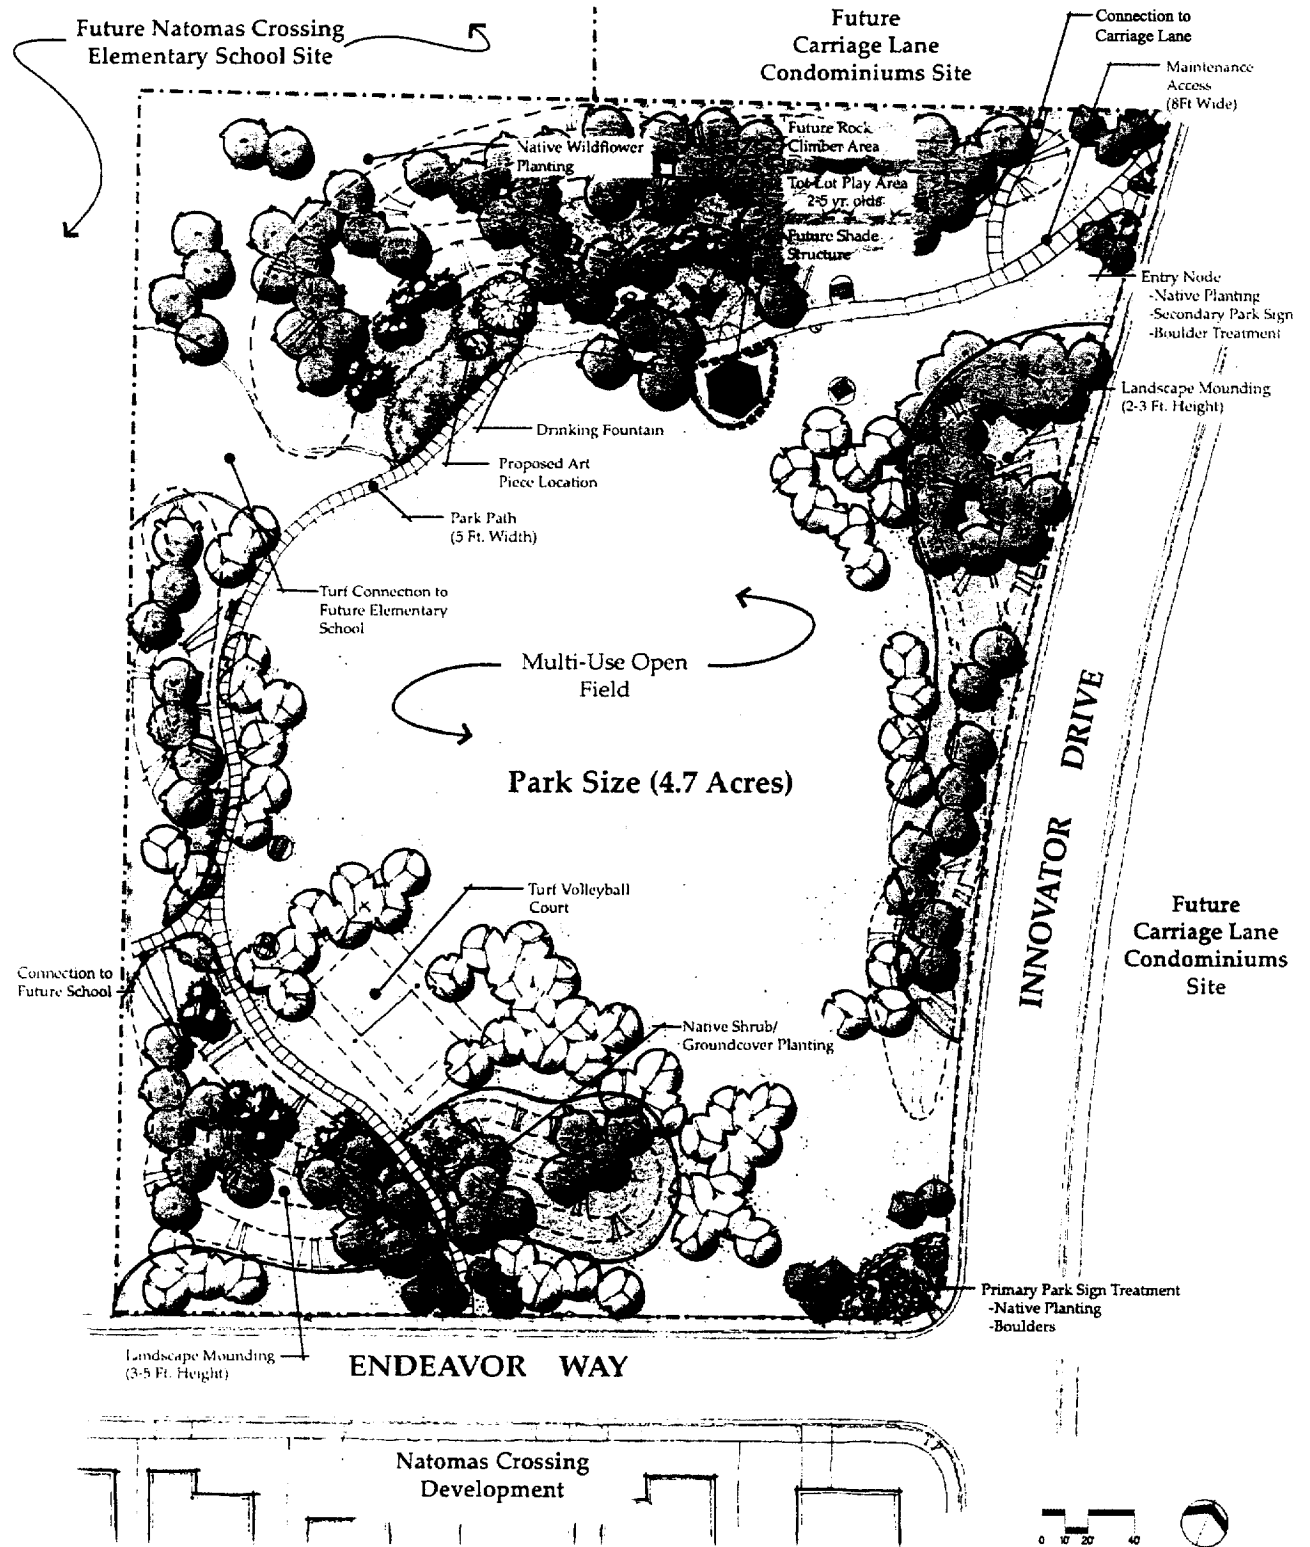 Future Natomas Crossing
Elementary School Site
Future
Carriage Lane
Condominiums Site
Connection to
Carriage Lane
Maintenance
Access
(8Ft Wide)
Native Wildflower
Planting
Future Rock
Climber Area
Tot-Lot Play Area
2-5 yr. olds
Future Shade
Structure
Entry Node
-Native Planting
-Secondary Park Sign
-Boulder Treatment
Landscape Mounding
(2-3 Ft. Height)
Drinking Fountain
Proposed Art
Piece Location
Park Path
(5 Ft. Width)
Turf Connection to
Future Elementary
School
Multi-Use Open
Field
Park Size (4.7 Acres)
INNOVATOR DRIVE
Turf Volleyball
Court
Future
Carriage Lane
Condominiums
Site
Connection to
Future School
Native Shrub/
Groundcover Planting
Primary Park Sign Treatment
-Native Planting
-Boulders
Landscape Mounding
(3-5 Ft. Height)
ENDEAVOR WAY
Natomas Crossing
Development
0 10 20 40